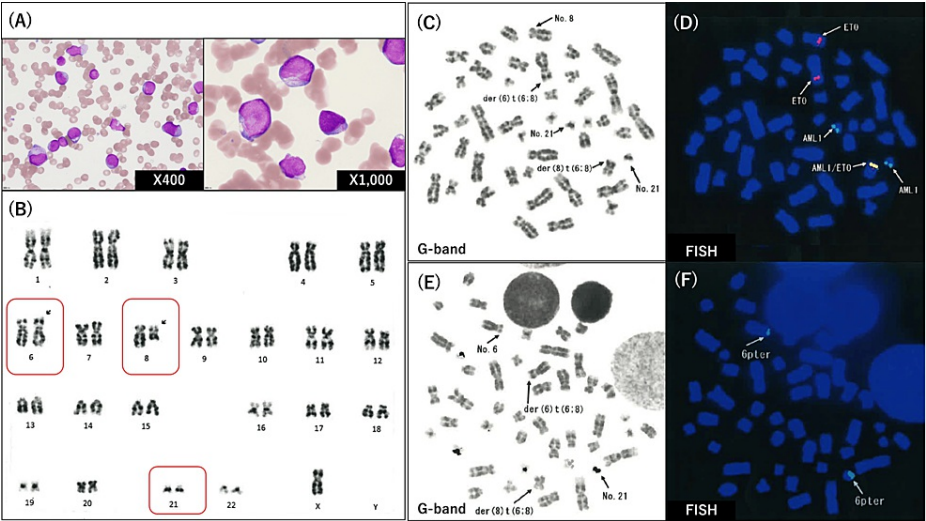 (A)
X400
X1,000
(B)
1 2 3 4 5
6 7 8 9 10 11 12
13 14 15 16 17 18
19 20 21 22 X Y
(C)
No.8
der(6)t(6:8)
No.21
der(8)t(6:8)
No.21
G-band
(D)
ETO
ETO
AML1
AML1/ETO
AML1
FISH
(E)
No.6
der(6)t(6:8)
No.21
der(8)t(6:8)
G-band
(F)
6pter
6pter
FISH